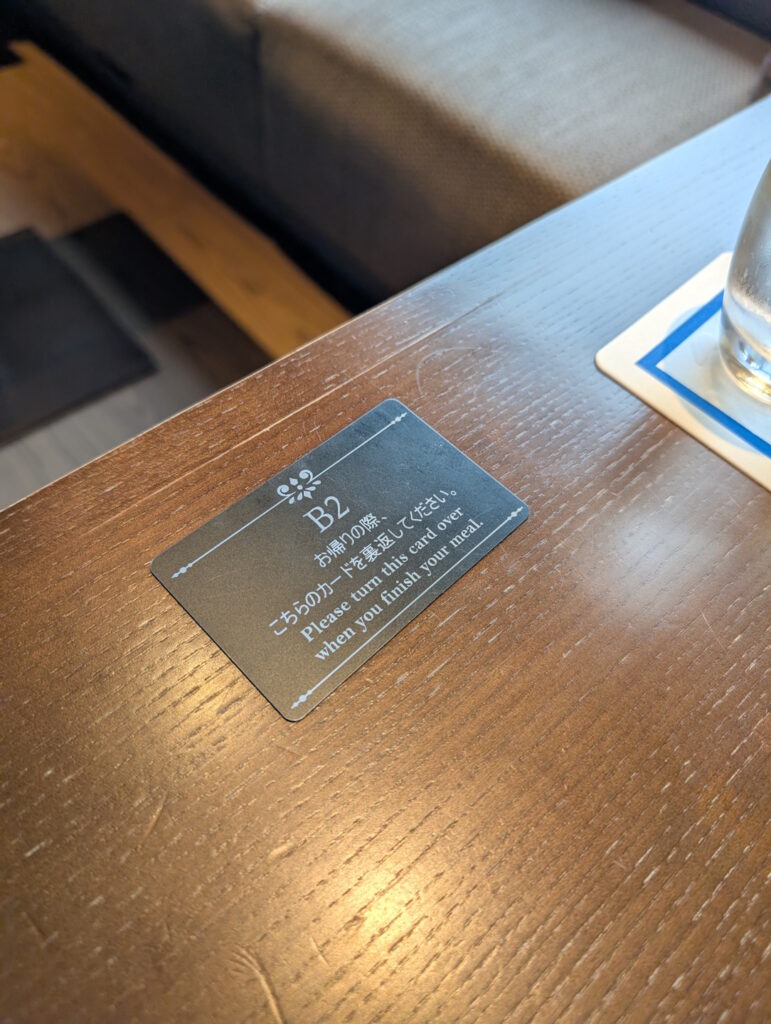 B2
お帰りの際、
こちらのカードを裏返してください。
Please turn this card over
when you finish your meal.